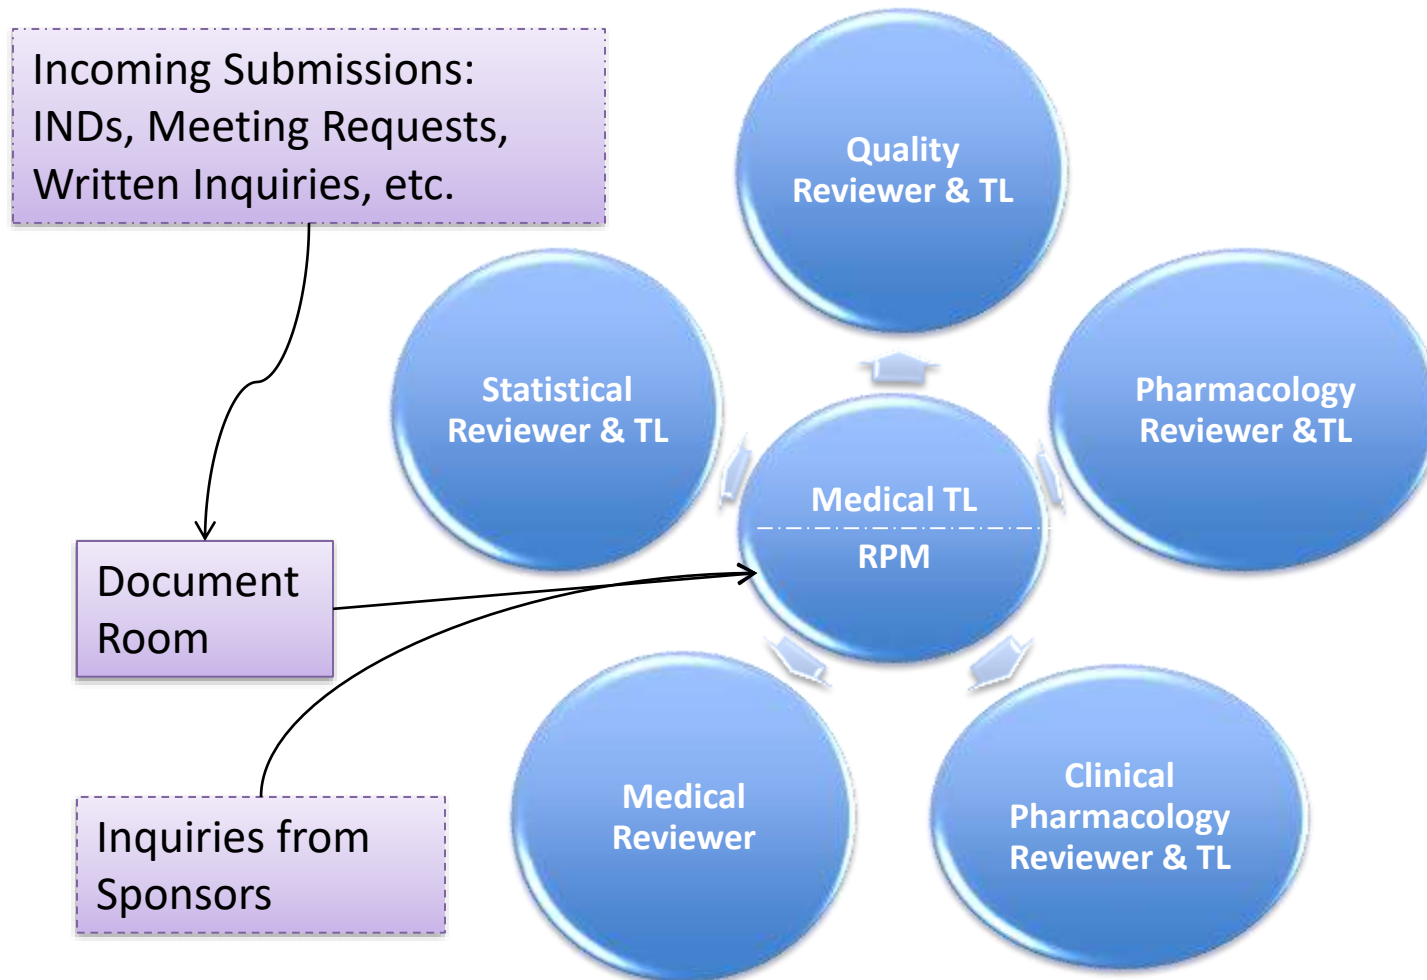 Incoming Submissions:
INDs, Meeting Requests,
Written Inquiries, etc.
Quality
Reviewer & TL
Statistical
Reviewer & TL
Pharmacology
Reviewer &TL
Medical TL
RPM
Document
Room
Medical
Reviewer
Clinical
Pharmacology
Reviewer & TL
Inquiries from
Sponsors